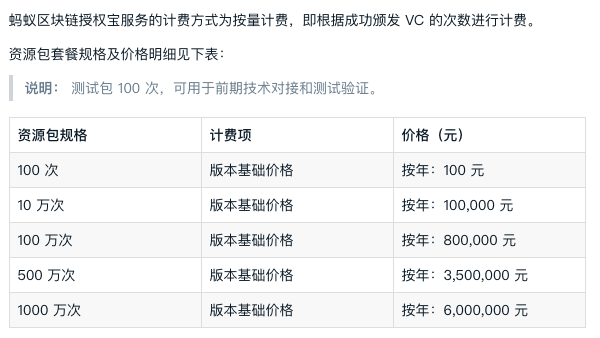 蚂蚁区块链授权宝服务的计费方式为按量计费，即根据成功颁发 VC 的次数进行计费。
资源包套餐规格及价格明细见下表：
说明： 测试包 100 次，可用于前期技术对接和测试验证。
资源包规格 计费项 价格（元）
100 次 版本基础价格 按年：100 元
10 万次 版本基础价格 按年：100,000 元
100 万次 版本基础价格 按年：800,000 元
500 万次 版本基础价格 按年：3,500,000 元
1000 万次 版本基础价格 按年：6,000,000 元